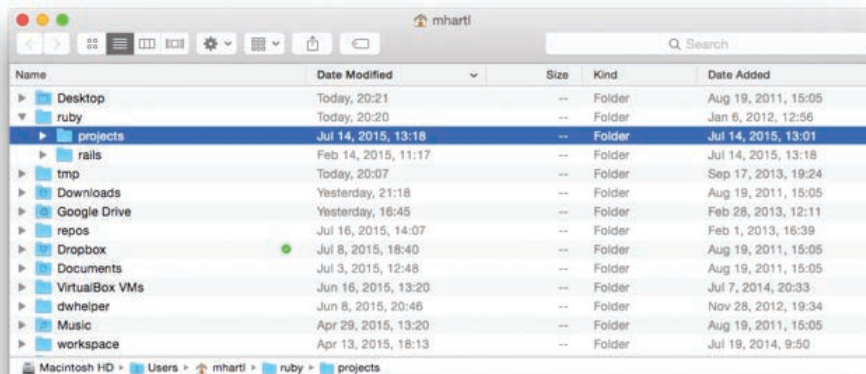 mhartl
Search
Name Date Modified Size Kind Date Added
Desktop Today, 20:21 -- Folder Aug 19, 2011, 15:05
ruby Today, 20:20 -- Folder Jan 6, 2012, 12:56
projects Jul 14, 2015, 13:18 -- Folder Jul 14, 2015, 13:01
rails Feb 14, 2015, 11:17 -- Folder Jul 14, 2015, 13:18
tmp Today, 20:07 -- Folder Sep 17, 2013, 19:24
Downloads Yesterday, 21:18 -- Folder Aug 19, 2011, 15:05
Google Drive Yesterday, 16:45 -- Folder Feb 28, 2013, 12:11
repos Jul 16, 2015, 14:07 -- Folder Feb 1, 2013, 16:39
Dropbox Jul 8, 2015, 18:40 -- Folder Aug 19, 2011, 15:05
Documents Jul 3, 2015, 12:48 -- Folder Aug 19, 2011, 15:05
VirtualBox VMs Jun 16, 2015, 13:20 -- Folder Jul 7, 2014, 20:33
dwhelper Jun 8, 2015, 20:46 -- Folder Nov 28, 2012, 19:34
Music Apr 29, 2015, 13:20 -- Folder Aug 19, 2011, 15:05
workspace Apr 13, 2015, 18:13 -- Folder Jul 19, 2014, 9:50
Macintosh HD Users mhartl ruby projects